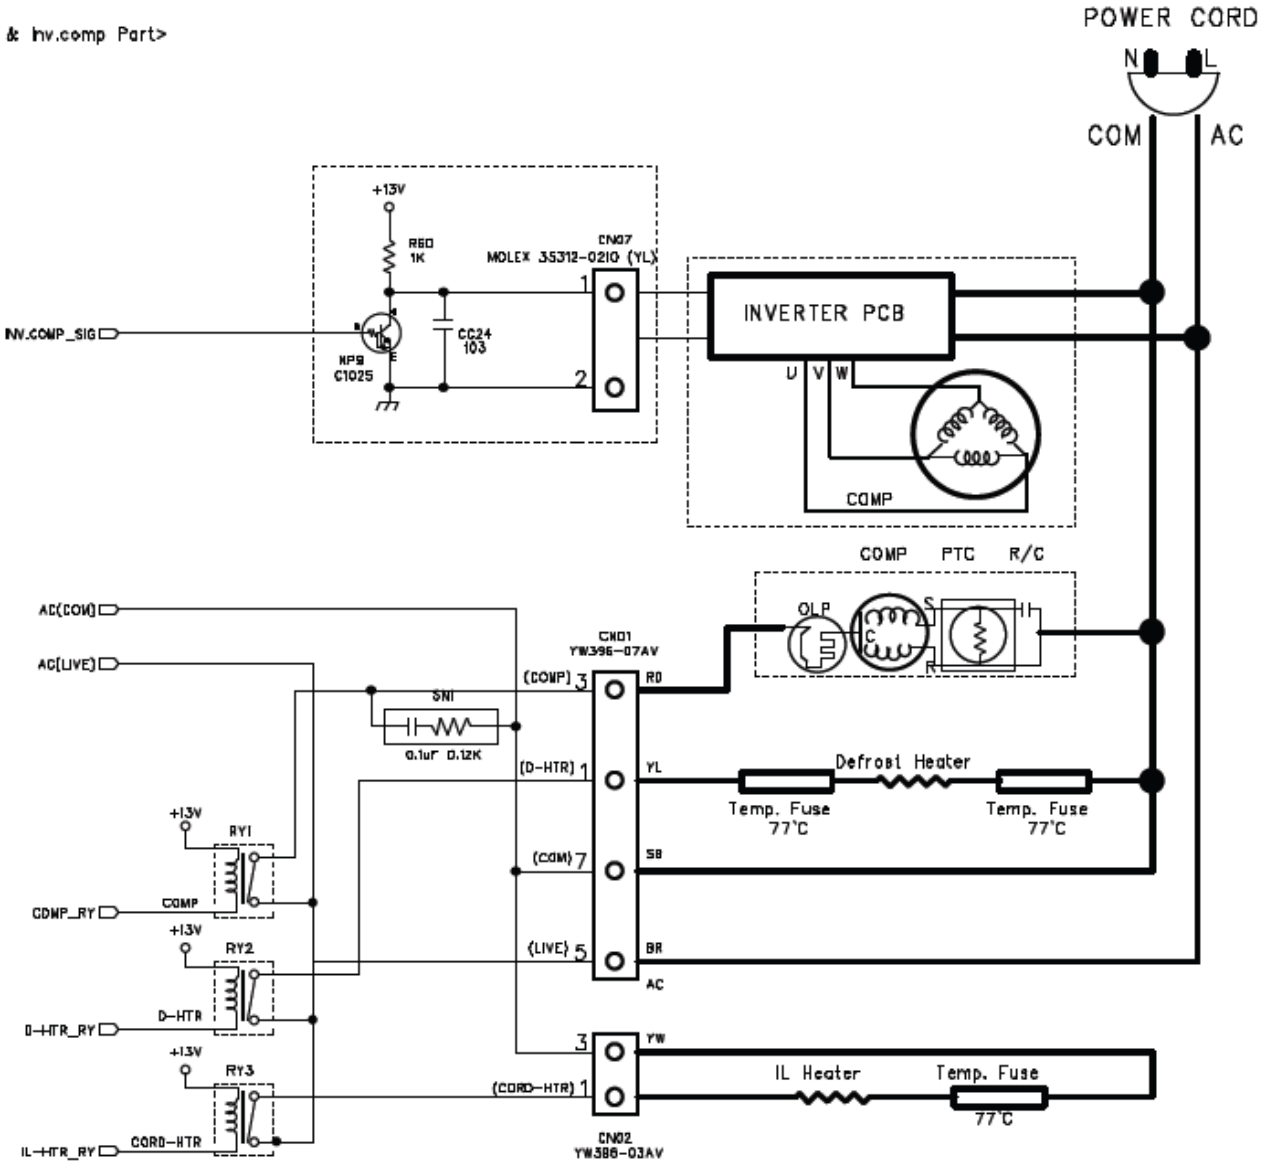 & Inv.comp Part>
POWER CORD
N L
COM AC
+13V
R60
1K
CN07
MOLEX 35312-0210 (YL)
1
INVERTER PCB
INV.COMP_SIG
E
CC24
103
NP9
C1025
2
U V W
COMP
COMP PTC R/C
AC(COM)
OLP
S
C
R
CN01
YW396-07AV
AC(LIVE)
(COMP) 3 RD
SN1
0.1uF 0.12K
(D-HTR) 1 YL
Defrost Heater
Temp. Fuse
77°C
Temp. Fuse
77°C
+13V
RY1
(COM) 7 SB
COMP
COMP_RY
+13V
RY2
(LIVE) 5 BR
AC
D-HTR
D-HTR_RY
+13V
3 YW
RY3
IL Heater
Temp. Fuse
77°C
(CORD-HTR) 1
CORD-HTR
IL-HTR_RY
CN02
YW396-03AV